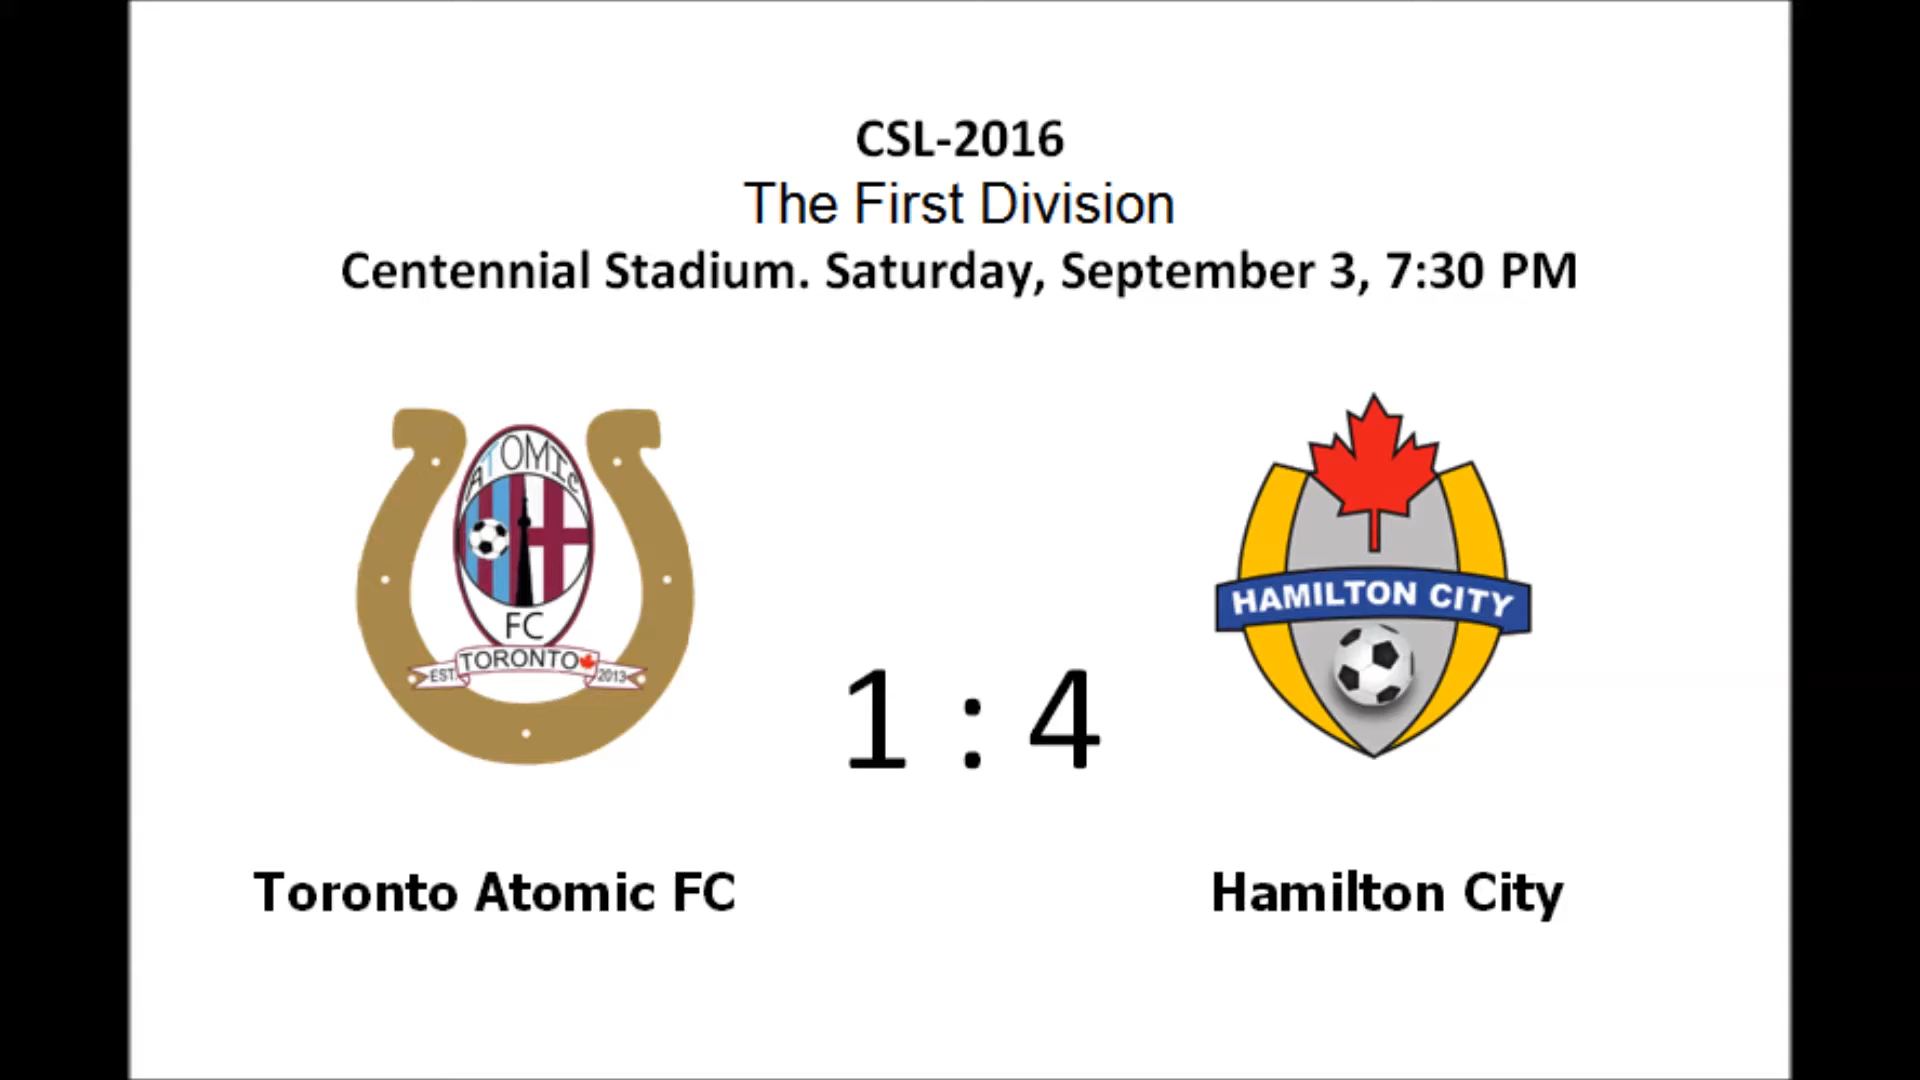 CSL-2016
The First Division
Centennial Stadium. Saturday, September 3, 7:30 PM
ATOMIC
FC
TORONTO
EST. 2013
HAMILTON CITY
1 : 4
Toronto Atomic FC
Hamilton City